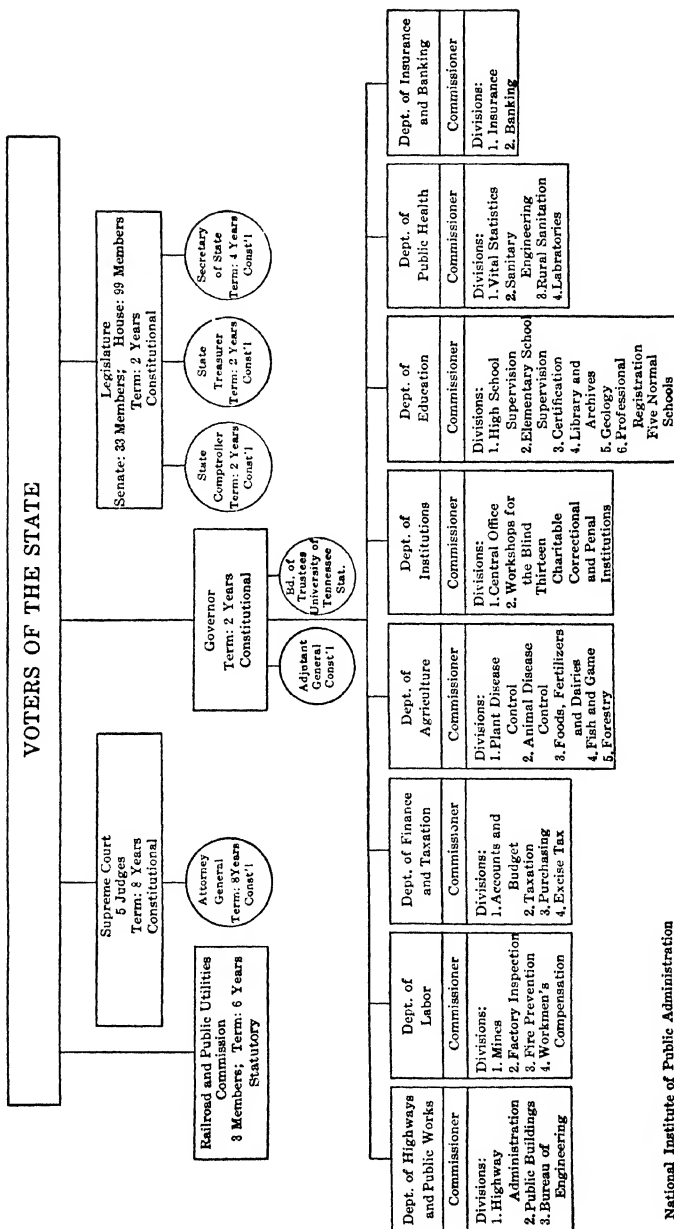 VOTERS OF THE STATE
Railroad and Public Utilities
Commission
3 Members; Term: 6 Years
Statutory
Supreme Court
5 Judges
Term: 8 Years
Constitutional
Attorney
General
Term: 8 Years
Const'l
Governor
Term: 2 Years
Constitutional
Adjutant
General
Const'l
Bd. of
Trustees
University of
Tennessee
Stat.
Legislature
Senate: 33 Members; House: 99 Members
Term: 2 Years
Constitutional
State
Comptroller
Term: 2 Years
Const'l
State
Treasurer
Term: 2 Years
Const'l
Secretary
of State
Term: 4 Years
Const'l
Dept. of Highways
and Public Works
Commissioner
Divisions:
1. Highway
Administration
2. Public Buildings
3. Bureau of
Engineering
Dept. of
Labor
Commissioner
Divisions:
1. Mines
2. Factory Inspection
3. Fire Prevention
4. Workmen's
Compensation
Dept. of Finance
and Taxation
Commissioner
Divisions:
1. Accounts and
Budget
2. Taxation
3. Purchasing
4. Excise Tax
Dept. of
Agriculture
Commissioner
Divisions:
1. Plant Disease
Control
2. Animal Disease
Control
3. Foods, Fertilizers
and Dairies
4. Fish and Game
5. Forestry
Dept. of
Institutions
Commissioner
Divisions:
1. Central Office
2. Workshops for
the Blind
Thirteen
Charitable
Correctional
and Penal
Institutions
Dept. of
Education
Commissioner
Divisions:
1. High School
Supervision
2. Elementary School
Supervision
3. Certification
4. Library and
Archives
5. Geology
6. Professional
Registration
Five Normal
Schools
Dept. of
Public Health
Commissioner
Divisions:
1. Vital Statistics
2. Sanitary
Engineering
3. Rural Sanitation
4. Labratories
Dept. of Insurance
and Banking
Commissioner
Divisions:
1. Insurance
2. Banking
National Institute of Public Administration